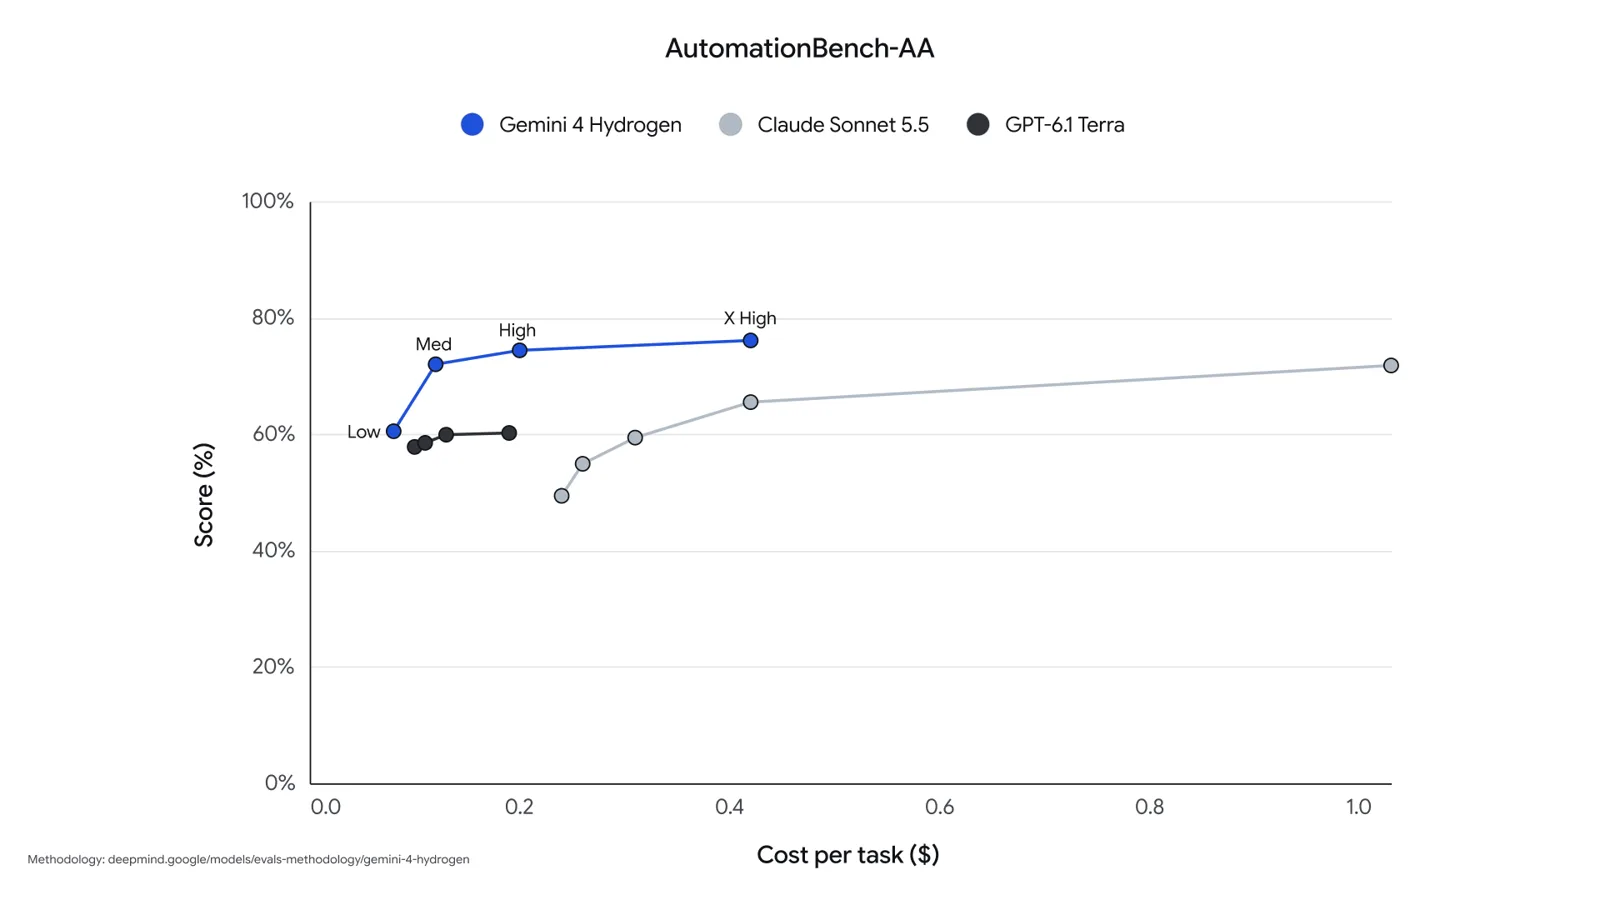 AutomationBench-AA
Gemini 4 Hydrogen
Claude Sonnet 5.5
GPT-6.1 Terra
100%
80%
60%
40%
20%
0%
Score (%)
Low
Med
High
X High
0.0
0.2
0.4
0.6
0.8
1.0
Cost per task ($)
Methodology: deepmind.google/models/evals-methodology/gemini-4-hydrogen